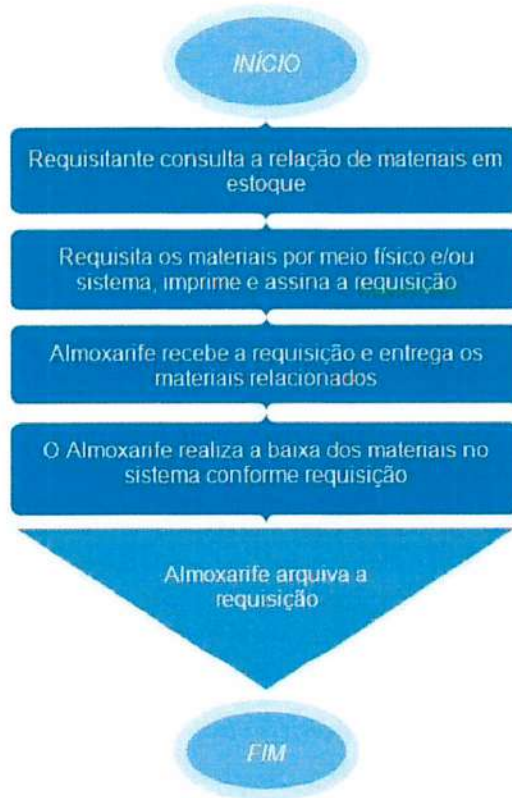 INÍCIO
Requisitante consulta a relação de materiais em
estoque
Requisita os materiais por meio físico e/ou
sistema, imprime e assina a requisição
Almoxarife recebe a requisição e entrega os
materiais relacionados
O Almoxarife realiza a baixa dos materiais no
sistema conforme requisição
Almoxarife arquiva a
requisição
FIM